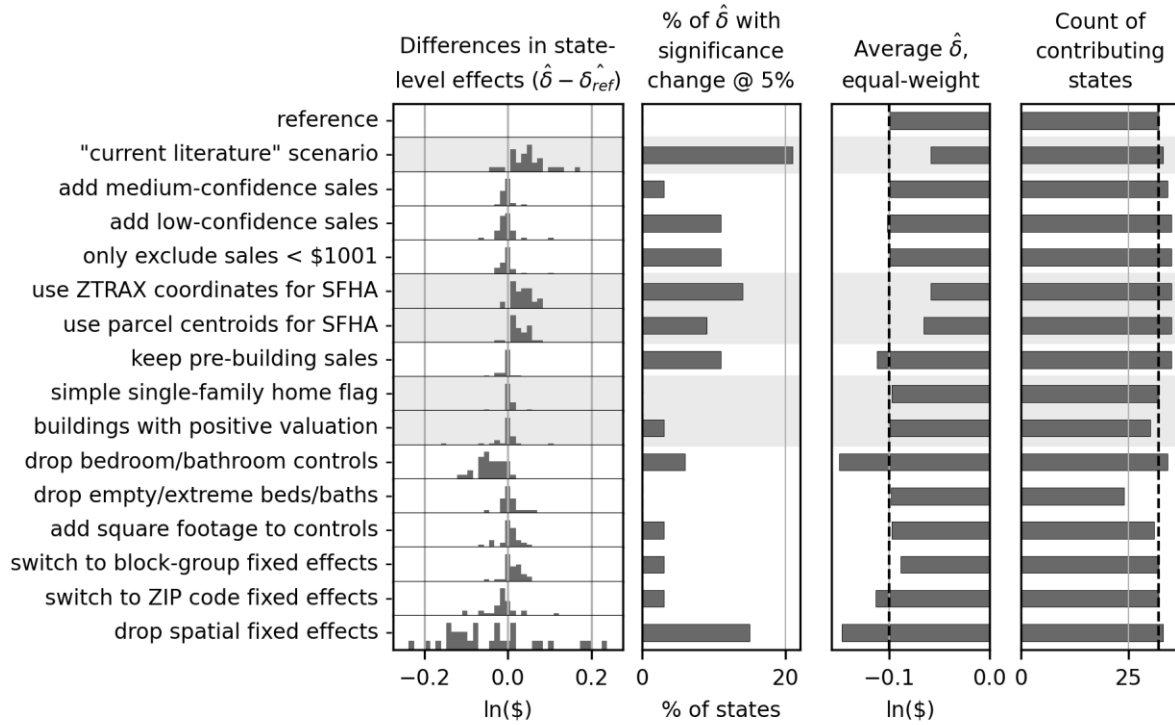 Differences in state-
level effects (δ̂ − δ̂_ref)
% of δ̂ with
significance
change @ 5%
Average δ̂,
equal-weight
Count of
contributing
states
reference
"current literature" scenario
add medium-confidence sales
add low-confidence sales
only exclude sales < $1001
use ZTRAX coordinates for SFHA
use parcel centroids for SFHA
keep pre-building sales
simple single-family home flag
buildings with positive valuation
drop bedroom/bathroom controls
drop empty/extreme beds/baths
add square footage to controls
switch to block-group fixed effects
switch to ZIP code fixed effects
drop spatial fixed effects
−0.2 0.0 0.2
ln($)
0 20
% of states
−0.1 0.0
ln($)
0 25